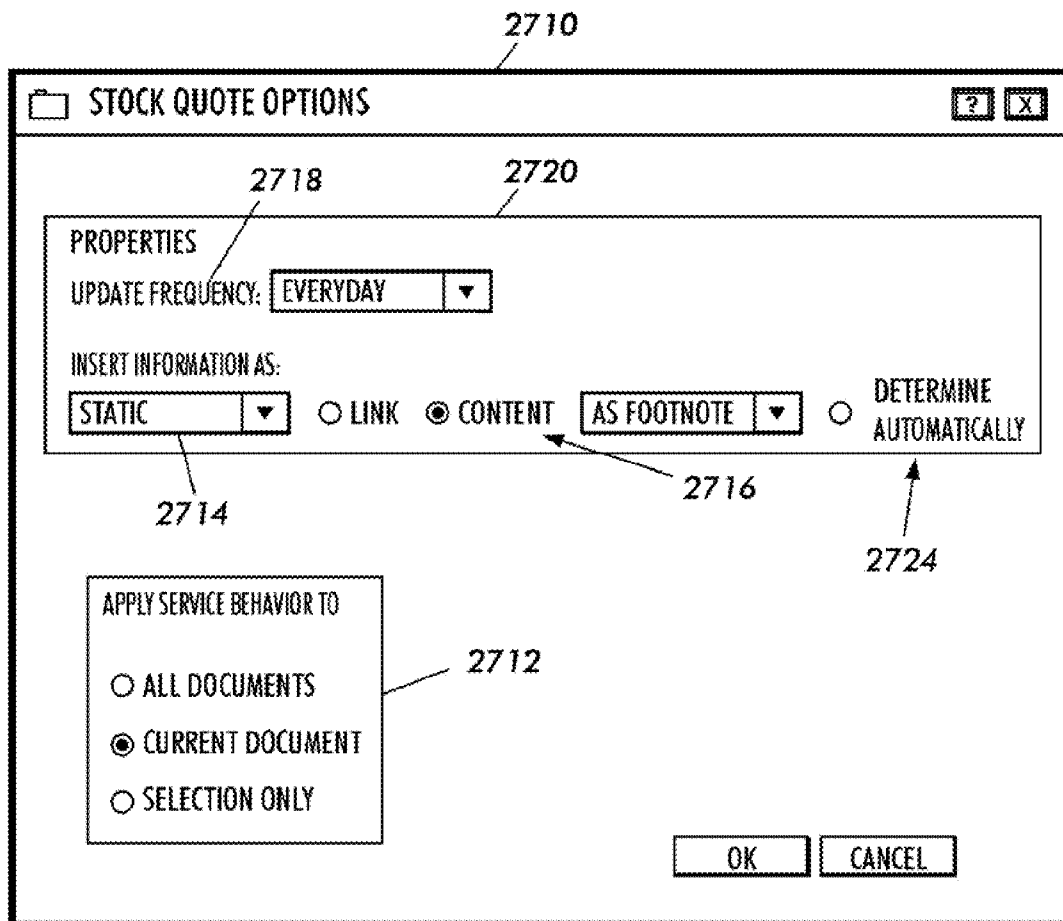 2710
STOCK QUOTE OPTIONS ? X
2718 2720
PROPERTIES
UPDATE FREQUENCY: EVERYDAY
INSERT INFORMATION AS:
STATIC LINK CONTENT AS FOOTNOTE DETERMINE AUTOMATICALLY
2714 2716 2724
APPLY SERVICE BEHAVIOR TO
2712
ALL DOCUMENTS
CURRENT DOCUMENT
SELECTION ONLY
OK CANCEL